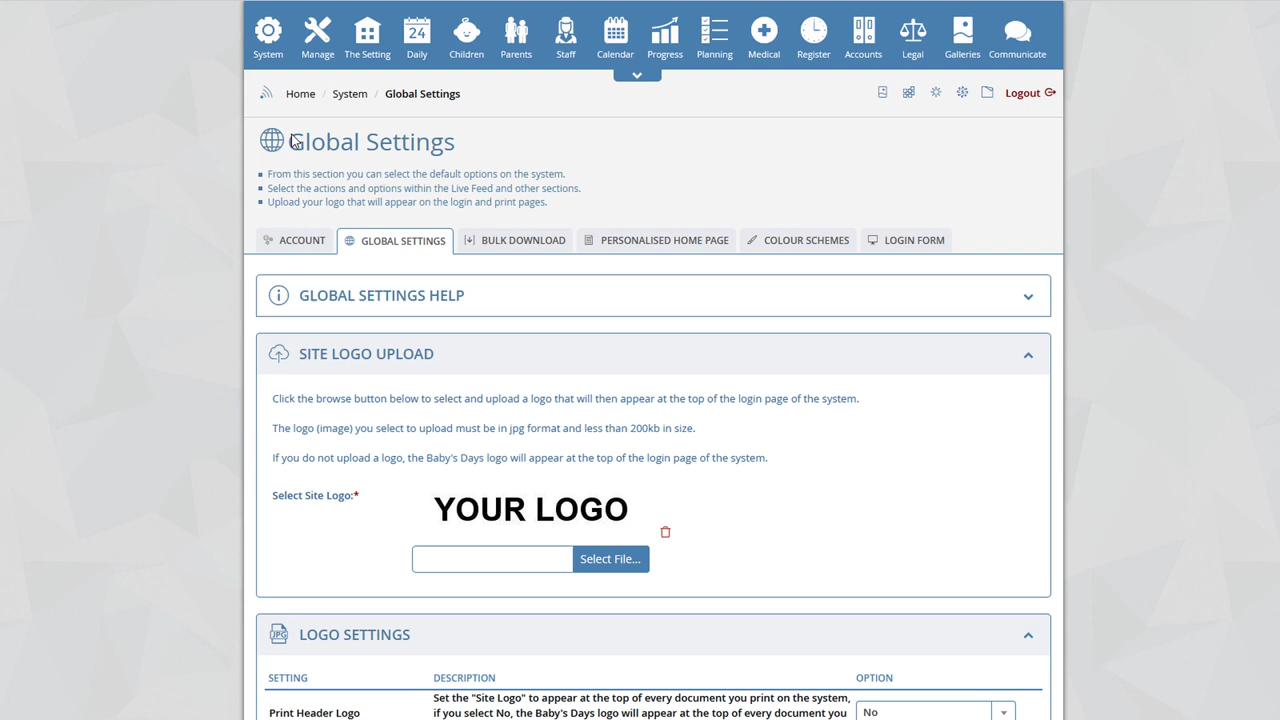 System Manage The Setting Daily Children Parents Staff Calendar Progress Planning Medical Register Accounts Legal Galleries Communicate
24
Home / System / Global Settings
Logout
Global Settings
From this section you can select the default options on the system.
Select the actions and options within the Live Feed and other sections.
Upload your logo that will appear on the login and print pages.
ACCOUNT GLOBAL SETTINGS BULK DOWNLOAD PERSONALISED HOME PAGE COLOUR SCHEMES LOGIN FORM
GLOBAL SETTINGS HELP
SITE LOGO UPLOAD
Click the browse button below to select and upload a logo that will then appear at the top of the login page of the system.
The logo (image) you select to upload must be in jpg format and less than 200kb in size.
If you do not upload a logo, the Baby's Days logo will appear at the top of the login page of the system.
Select Site Logo:*
YOUR LOGO
Select File...
JPG
LOGO SETTINGS
SETTING DESCRIPTION OPTION
Set the "Site Logo" to appear at the top of every document you print on the system,
Print Header Logo if you select No, the Baby's Days logo will appear at the top of every document you No